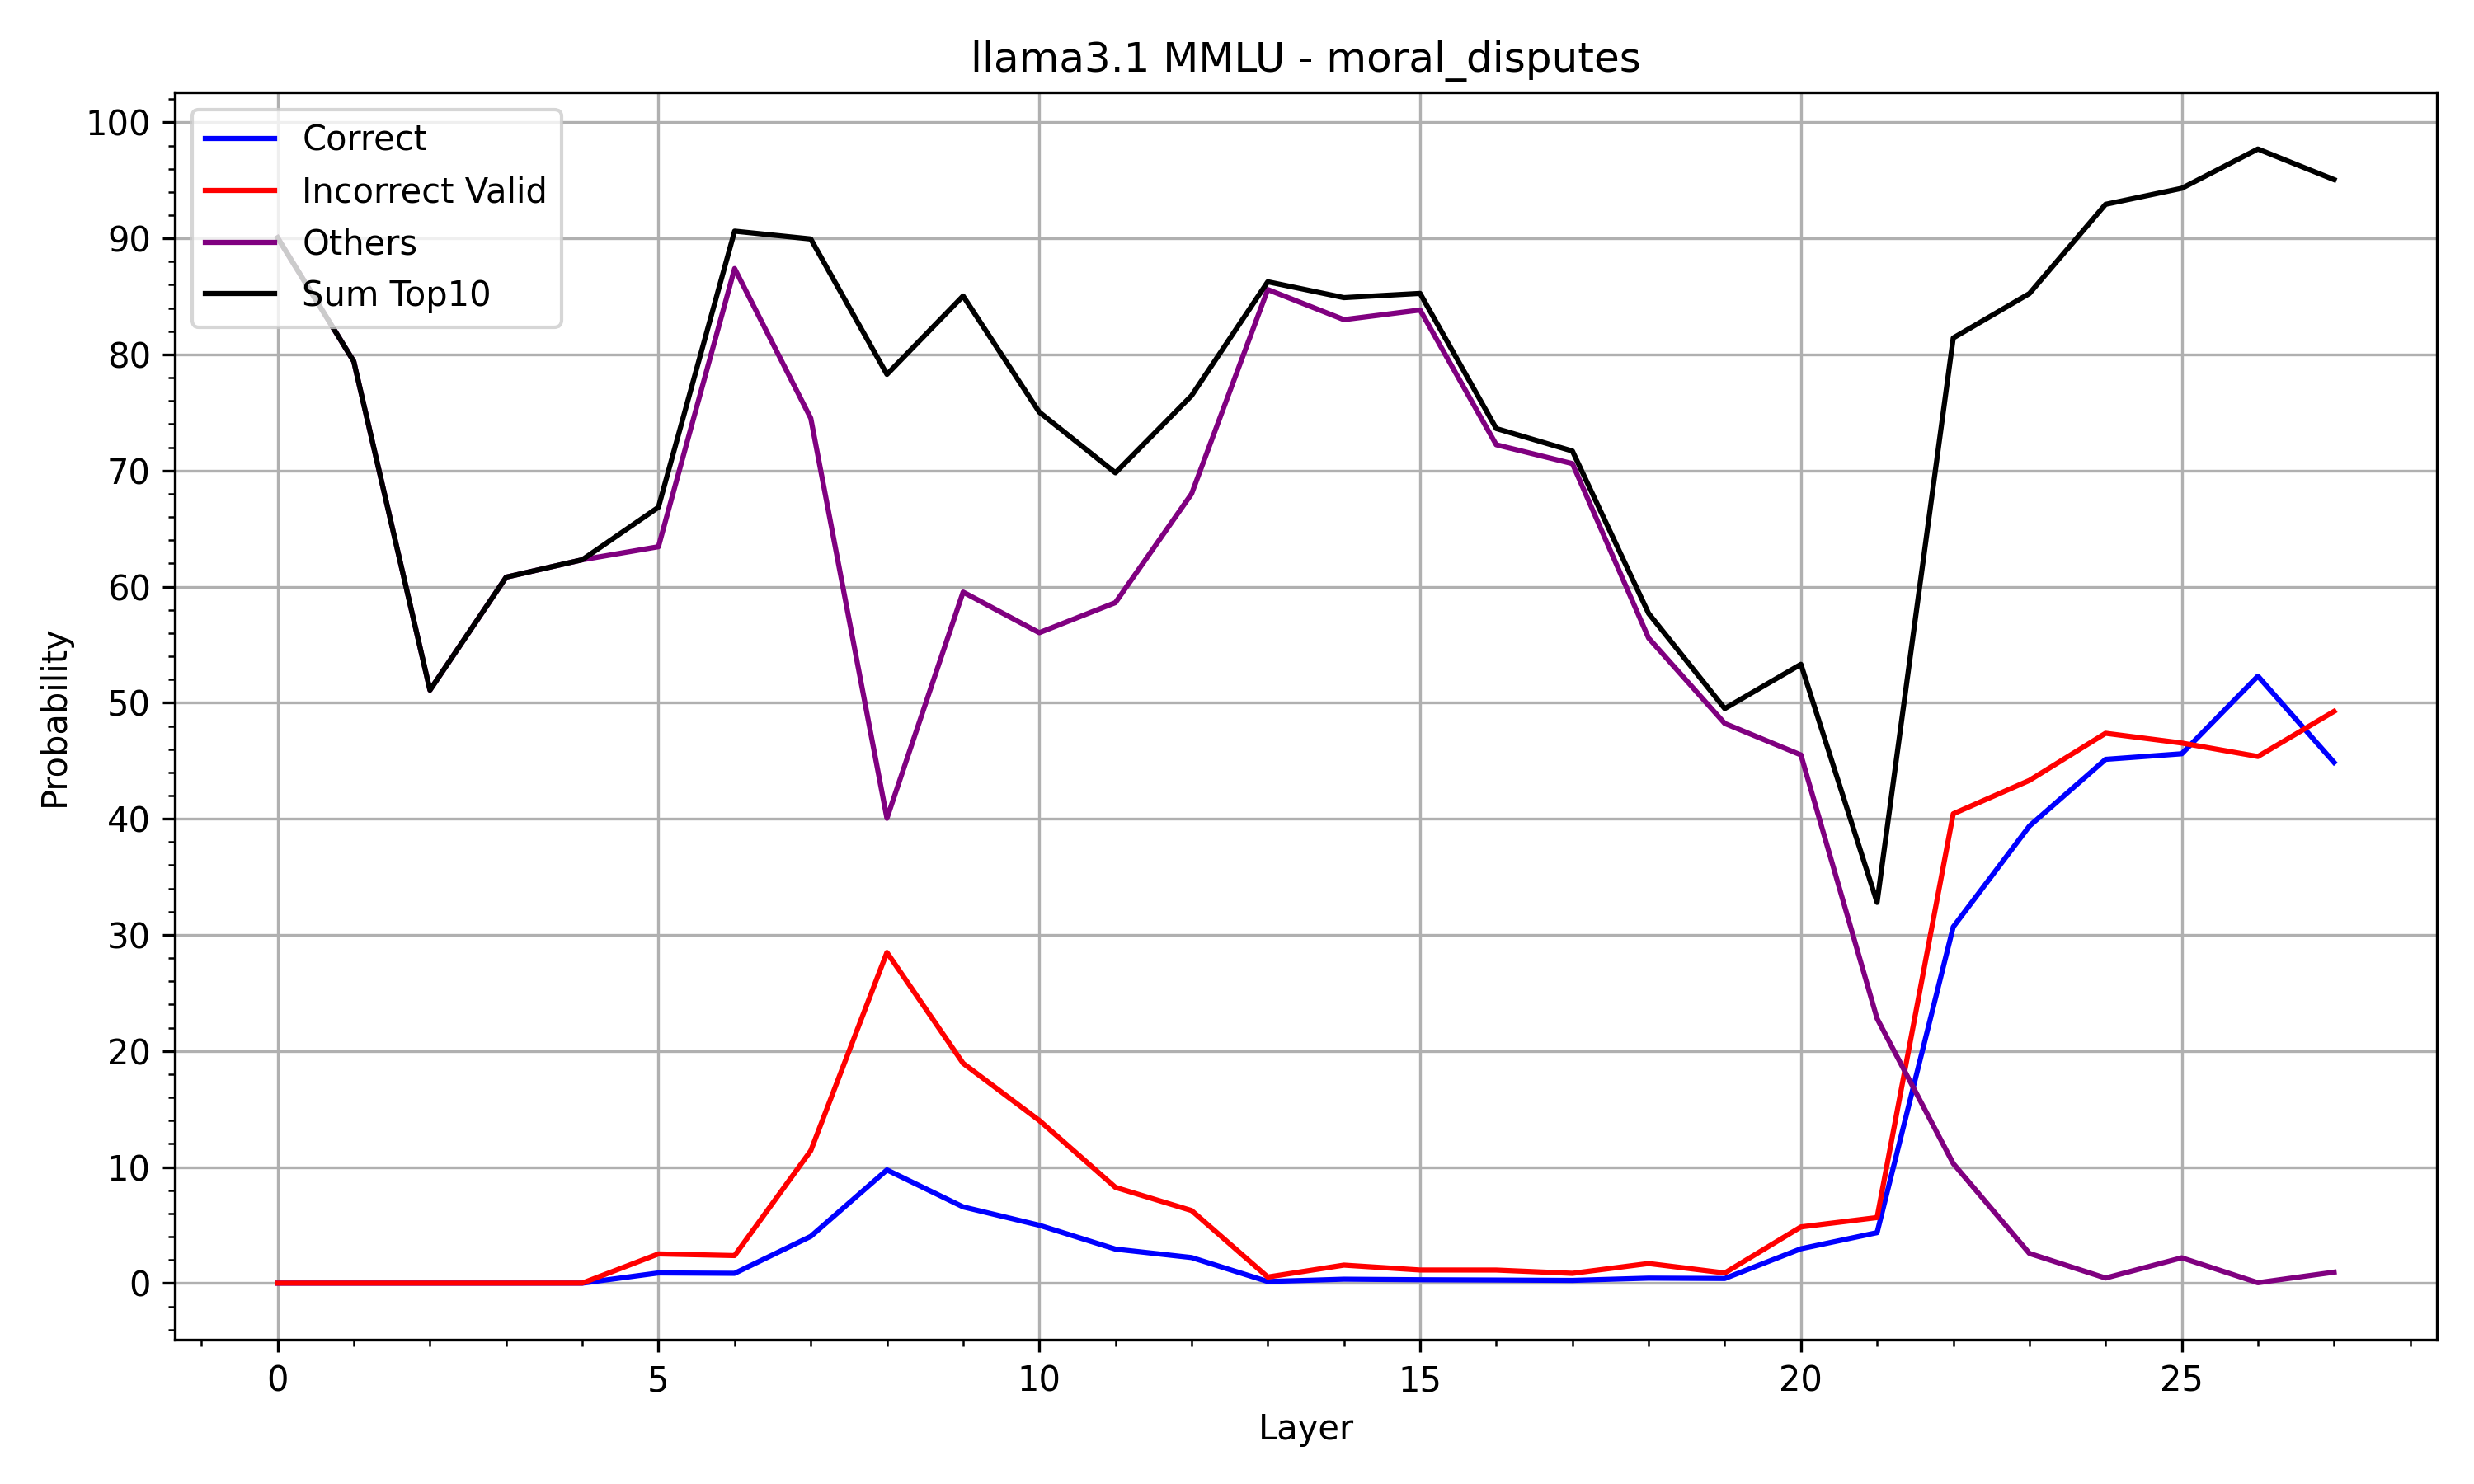 llama3.1 MMLU - moral_disputes
Correct
Incorrect Valid
Others
Sum Top10
100
90
80
70
60
50
40
30
20
10
0
Probability
0 5 10 15 20 25
Layer